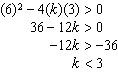 (6)² − 4(k)(3) > 0
36 − 12k > 0
−12k > −36
k < 3